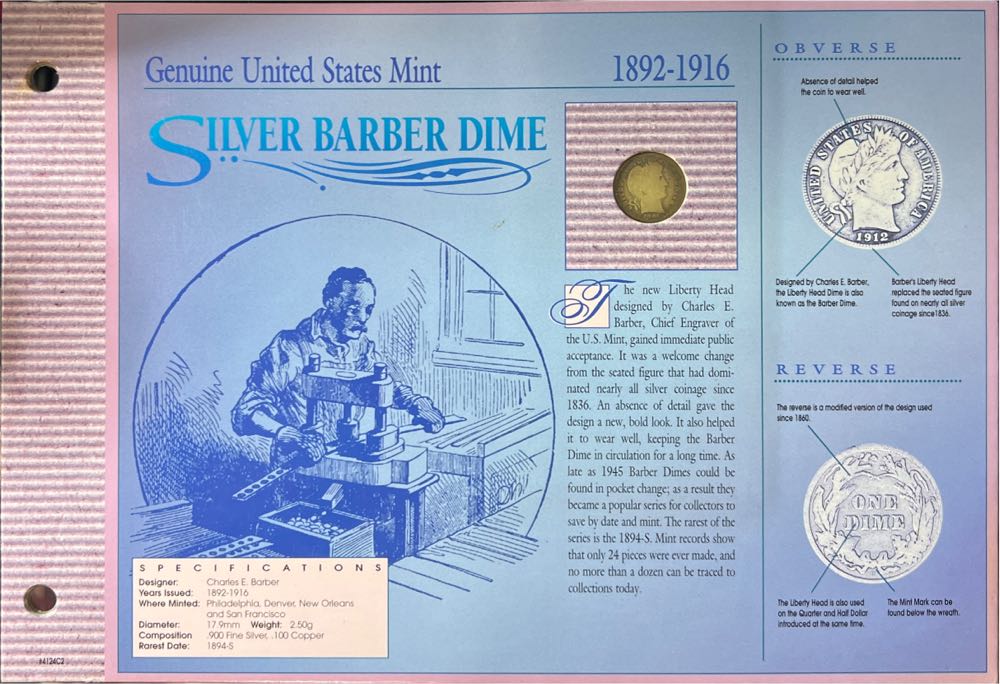 Genuine United States Mint
1892-1916
SILVER BARBER DIME
The new Liberty Head
designed by Charles E.
Barber, Chief Engraver of
the U.S. Mint, gained immediate public
acceptance. It was a welcome change
from the seated figure that had domi-
nated nearly all silver coinage since
1836. An absence of detail gave the
design a new, bold look. It also helped
it to wear well, keeping the Barber
Dime in circulation for a long time. As
late as 1945 Barber Dimes could be
found in pocket change; as a result they
became a popular series for collectors to
save by date and mint. The rarest of the
series is the 1894-S. Mint records show
that only 24 pieces were ever made, and
no more than a dozen can be traced to
collections today.
SPECIFICATIONS
Designer: Charles E. Barber
Years Issued: 1892-1916
Where Minted: Philadelphia, Denver, New Orleans
and San Francisco
Diameter: 17.9mm Weight: 2.50g
Composition .900 Fine Silver, .100 Copper
Rarest Date: 1894-S
#4124C2
OBVERSE
Absence of detail helped
the coin to wear well.
UNITED STATES OF AMERICA
1912
Designed by Charles E. Barber,
the Liberty Head Dime is also
known as the Barber Dime.
Barber's Liberty Head
replaced the seated figure
found on nearly all silver
coinage since1836.
REVERSE
The reverse is a modified version of the design used
since 1860.
ONE
DIME
The Liberty Head is also used
on the Quarter and Half Dollar
introduced at the same time.
The Mint Mark can be
found below the wreath.